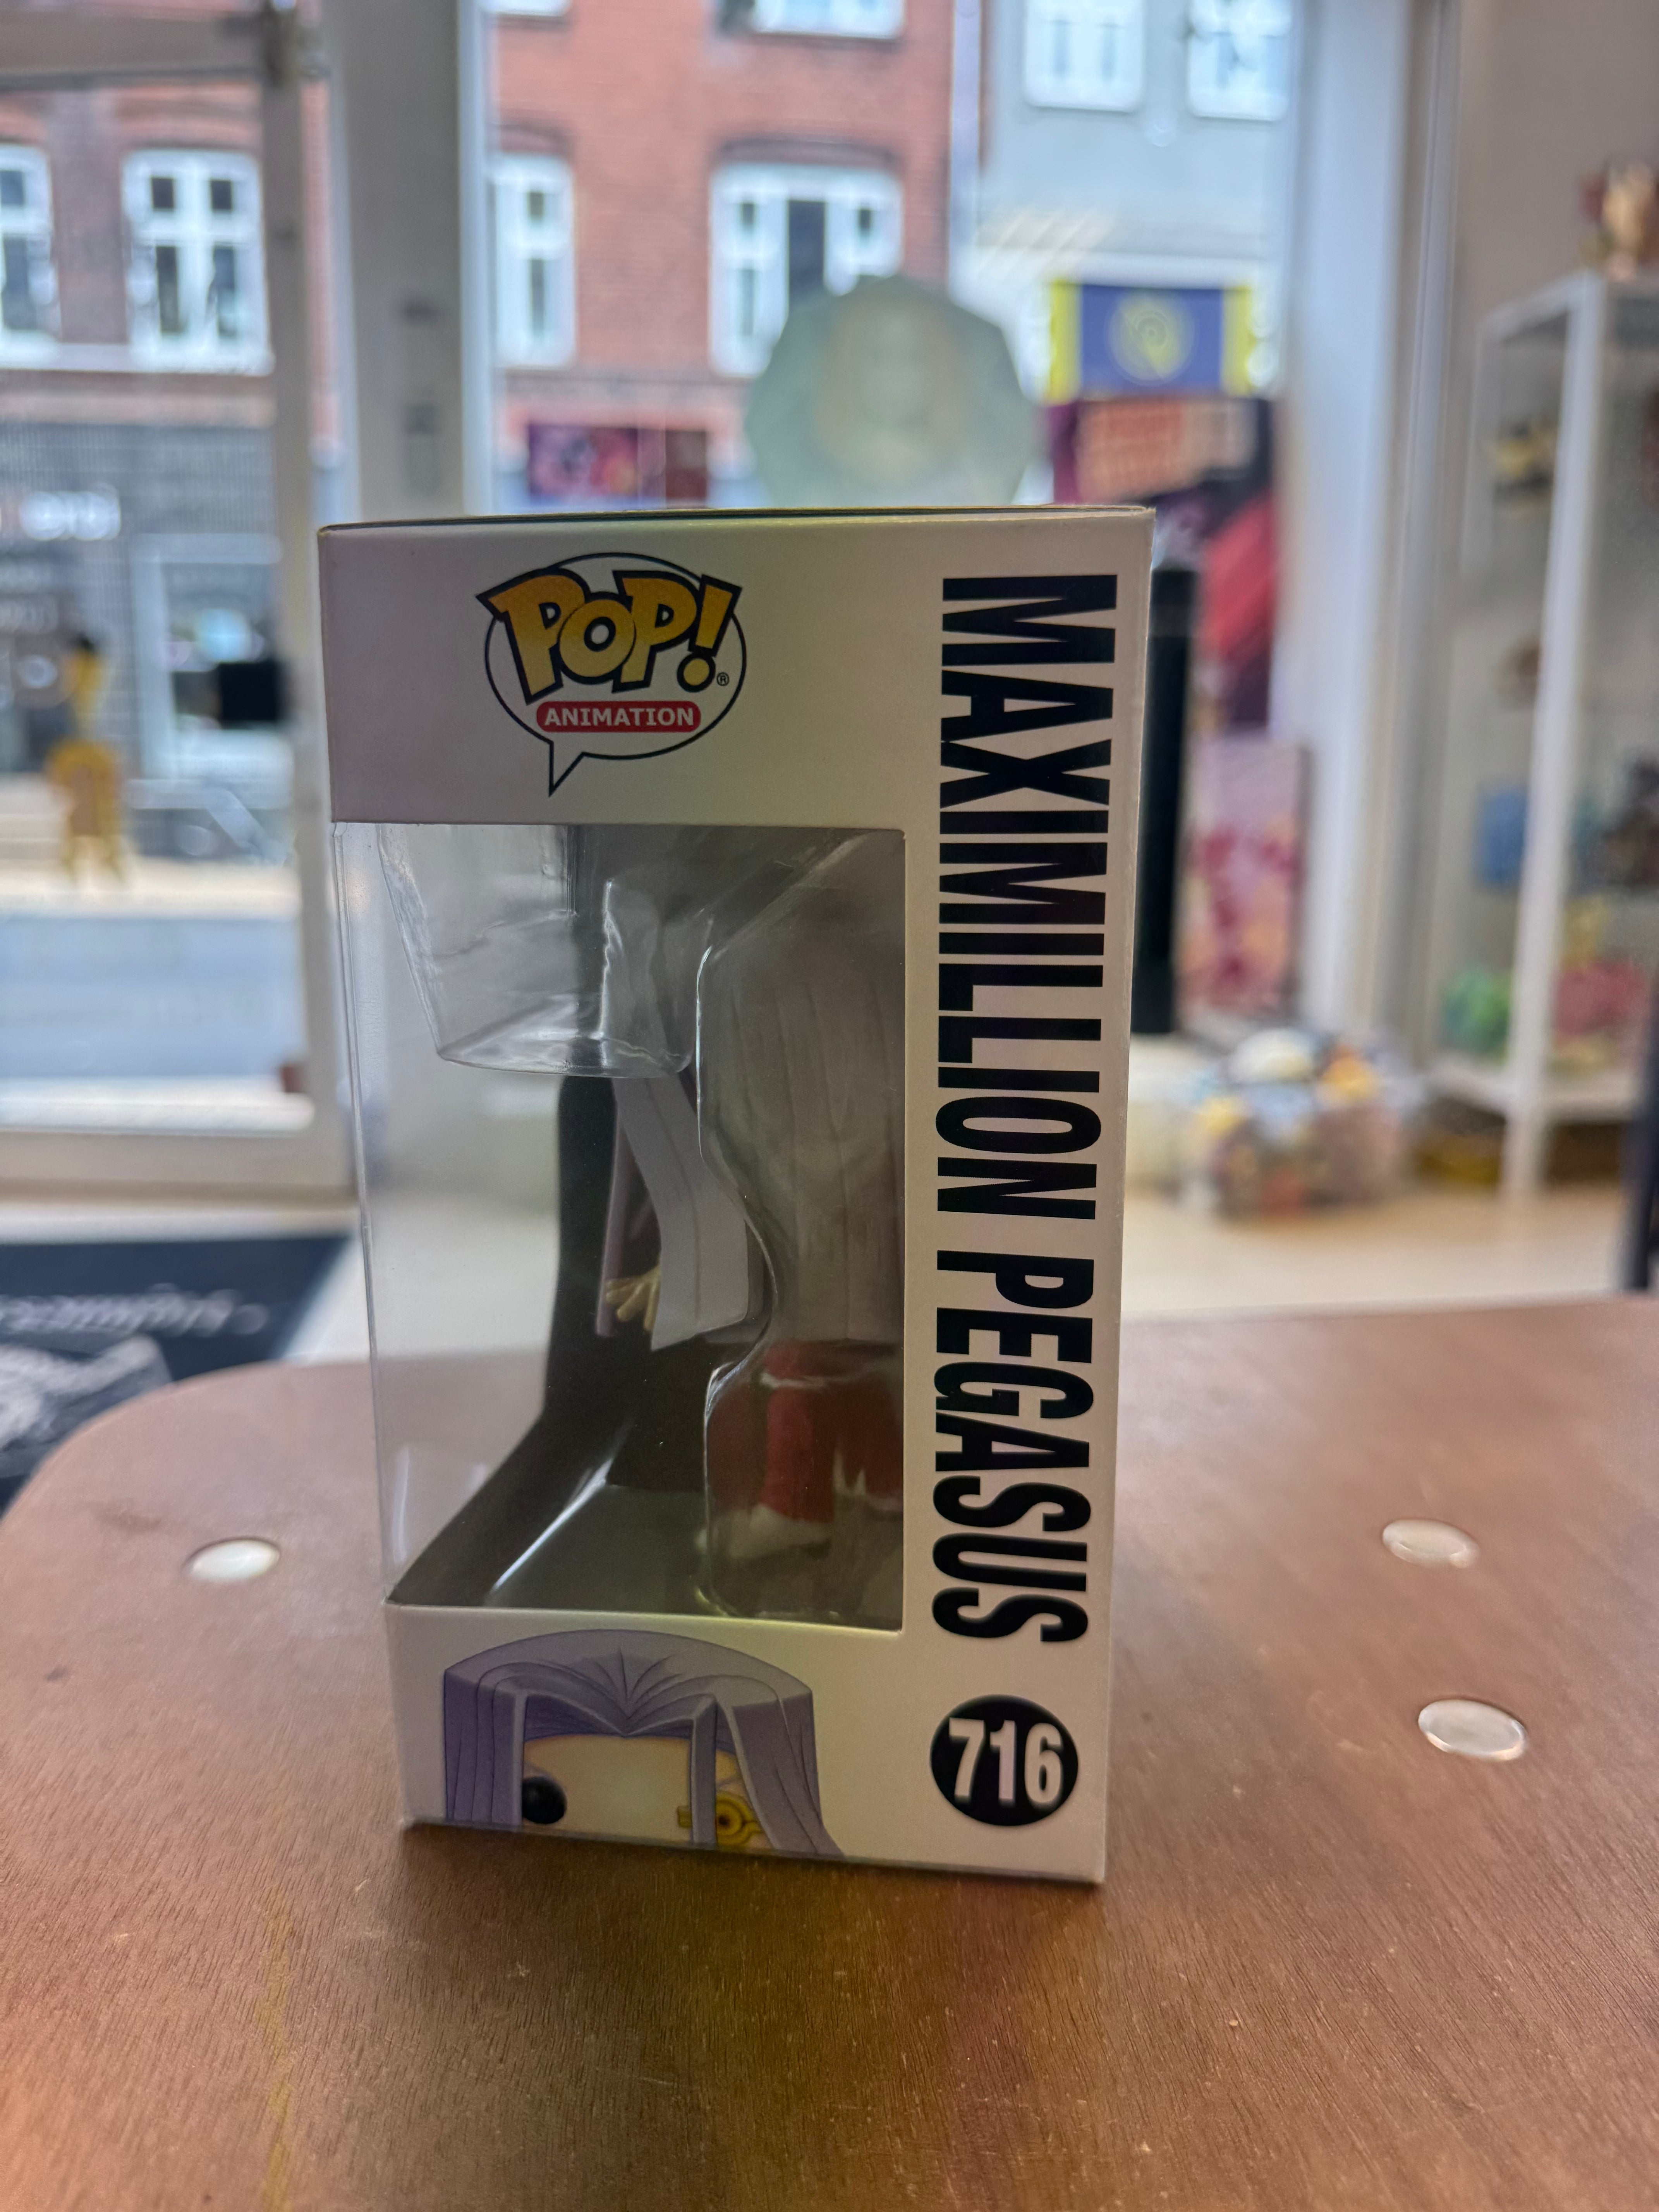 POP!®
ANIMATION
MAXIMILLION PEGASUS
716